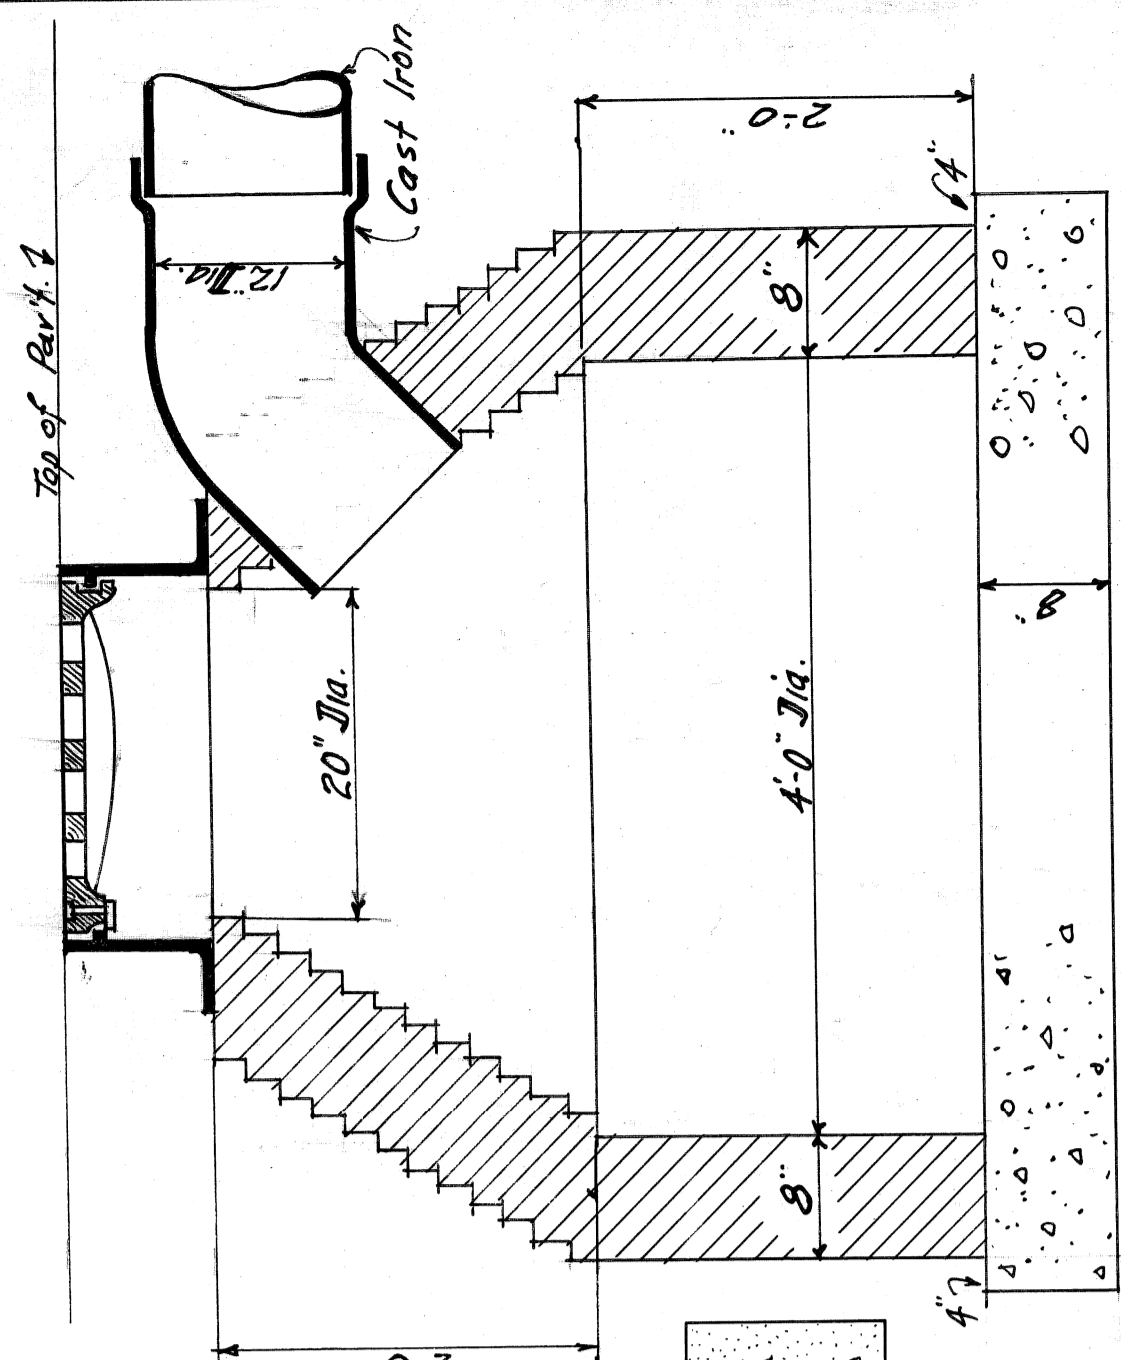 Top of Pav't.
Cast Iron
12" Dia.
2'-0"
4"
8"
20" Dia.
4'-0" Dia.
8"
8"
4"